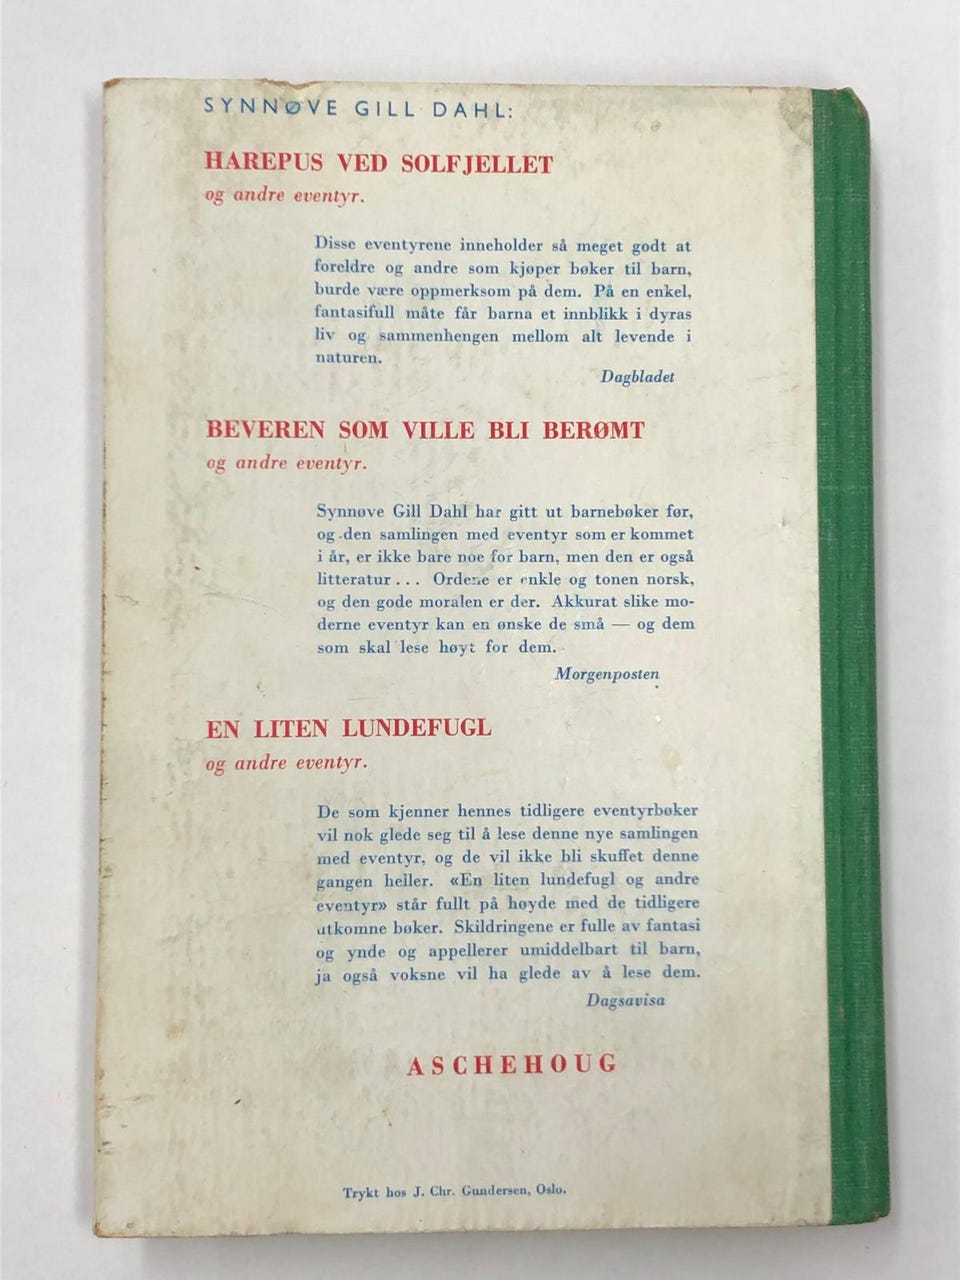 SYNNØVE GILL DAHL:
HAREPUS VED SOLFJELLET
og andre eventyr.
Disse eventyrene inneholder så meget godt at
foreldre og andre som kjøper bøker til barn,
burde være oppmerksom på dem. På en enkel,
fantasifull måte får barna et innblikk i dyras
liv og sammenhengen mellom alt levende i
naturen.
Dagbladet
BEVEREN SOM VILLE BLI BERØMT
og andre eventyr.
Synnøve Gill Dahl har gitt ut barnebøker før,
og den samlingen med eventyr som er kommet
i år, er ikke bare noe for barn, men den er også
litteratur... Ordene er enkle og tonen norsk,
og den gode moralen er der. Akkurat slike mo-
derne eventyr kan en ønske de små — og dem
som skal lese høyt for dem.
Morgenposten
EN LITEN LUNDEFUGL
og andre eventyr.
De som kjenner hennes tidligere eventyrbøker
vil nok glede seg til å lese denne nye samlingen
med eventyr, og de vil ikke bli skuffet denne
gangen heller. «En liten lundefugl og andre
eventyr» står fullt på høyde med de tidligere
utkomne bøker. Skildringene er fulle av fantasi
og ynde og appellerer umiddelbart til barn,
ja også voksne vil ha glede av å lese dem.
Dagsavisa
ASCHEHOUG
Trykt hos J. Chr. Gundersen, Oslo.